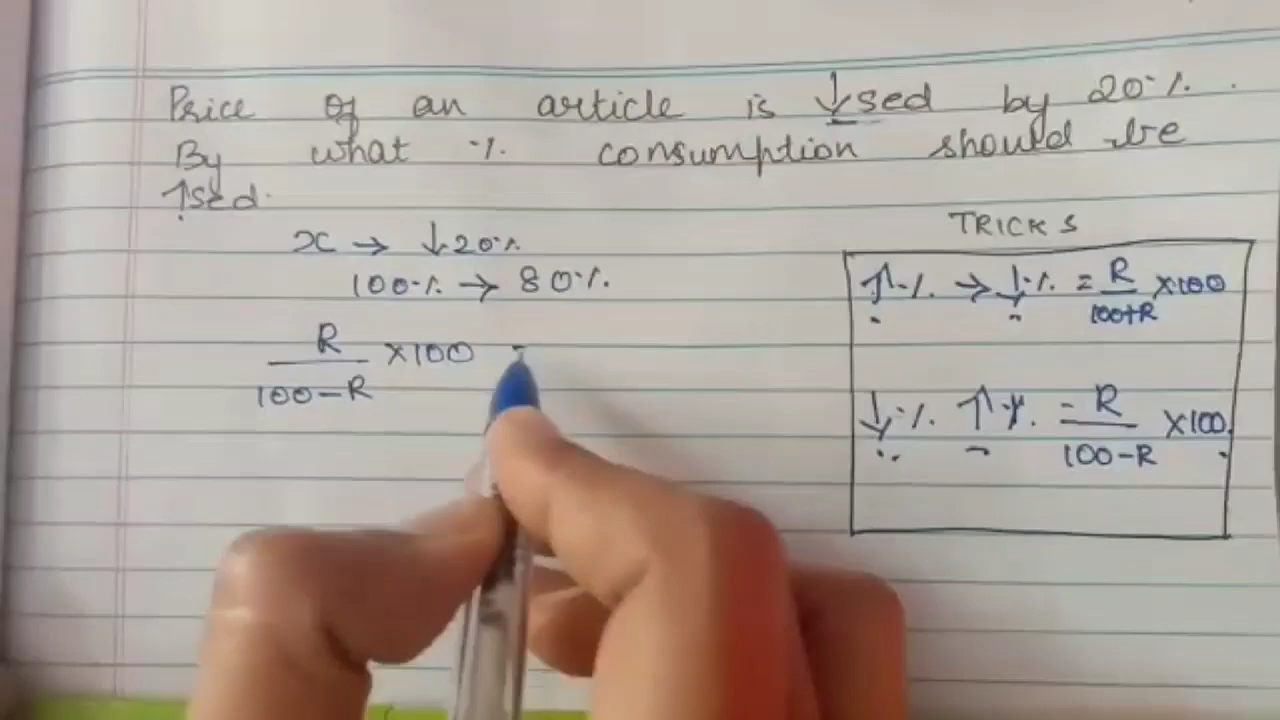 Price of an article is ↓sed by 20%.
By what % consumption should be
↑sed.
x → ↓20%
100% → 80%
R
100-R ×100
TRICKS
↑% → ↓% = R/100+R ×100
↓% ↑% = R/100-R ×100